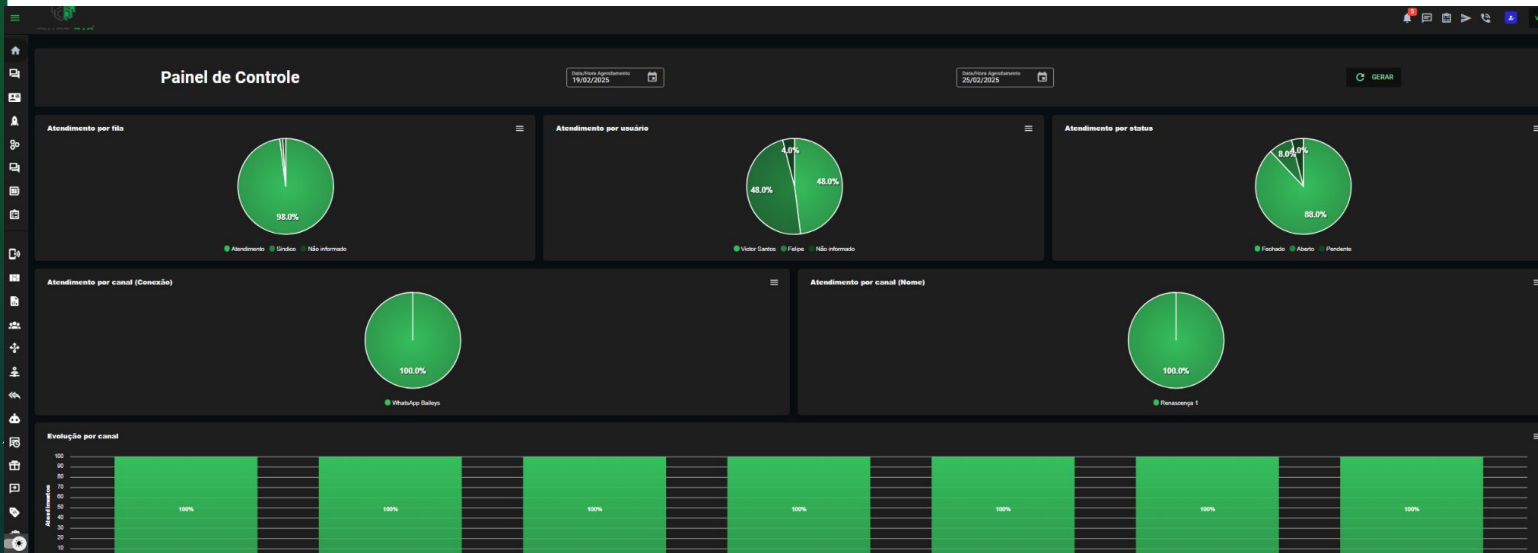 5
Painel de Controle
Data/Hora Agendamento
19/02/2025
Data/Hora Agendamento
25/02/2025
GERAR
Atendimento por fila
98.0%
Atendimento Sindico Não informado
Atendimento por usuário
4.0%
48.0%
48.0%
Victor Santos Felipe Não informado
Atendimento por status
8.0%
4.0%
88.0%
Fechado Aberto Pendente
Atendimento por canal (Conexão)
100.0%
WhatsApp Baileys
Atendimento por canal (Nome)
100.0%
Renascença 1
Evolução por canal
Atendimentos
100
90
80
70
60
50
40
30
20
10
100% 100% 100% 100% 100% 100% 100%